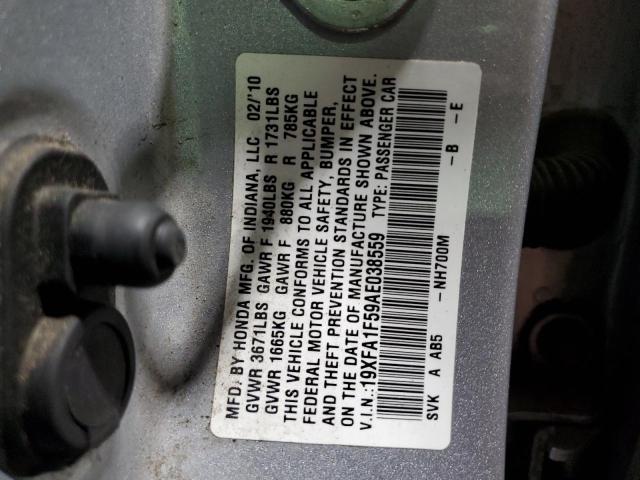 MFD. BY HONDA MFG. OF INDIANA, LLC 02/'10
GVWR 3671LBS GAWR F 1940LBS R 1731LBS
GVWR 1665KG GAWR F 880KG R 785KG
THIS VEHICLE CONFORMS TO ALL APPLICABLE
FEDERAL MOTOR VEHICLE SAFETY, BUMPER,
AND THEFT PREVENTION STANDARDS IN EFFECT
ON THE DATE OF MANUFACTURE SHOWN ABOVE.
V.I.N.:19XFA1F59AE038559 TYPE: PASSENGER CAR
SVK A AB5 -NH700M -B -E